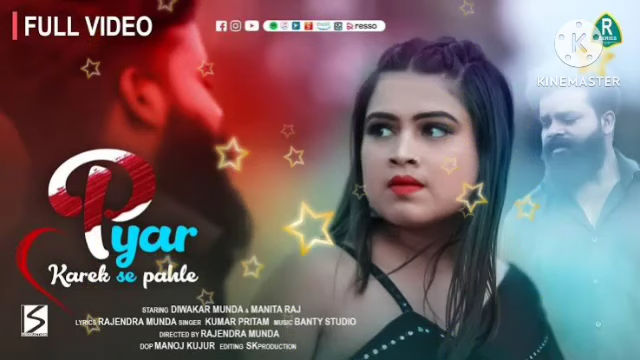 FULL VIDEO
resso
R
SERIES
K
KINEMASTER
Pyar
Karek se pahle
STARING DIWAKAR MUNDA & MANITA RAJ
LYRICS RAJENDRA MUNDA SINGER KUMAR PRITAM MUSIC BANTY STUDIO
DIRECTED BY RAJENDRA MUNDA
DOP MANOJ KUJUR EDITING SKPRODUCTION
S